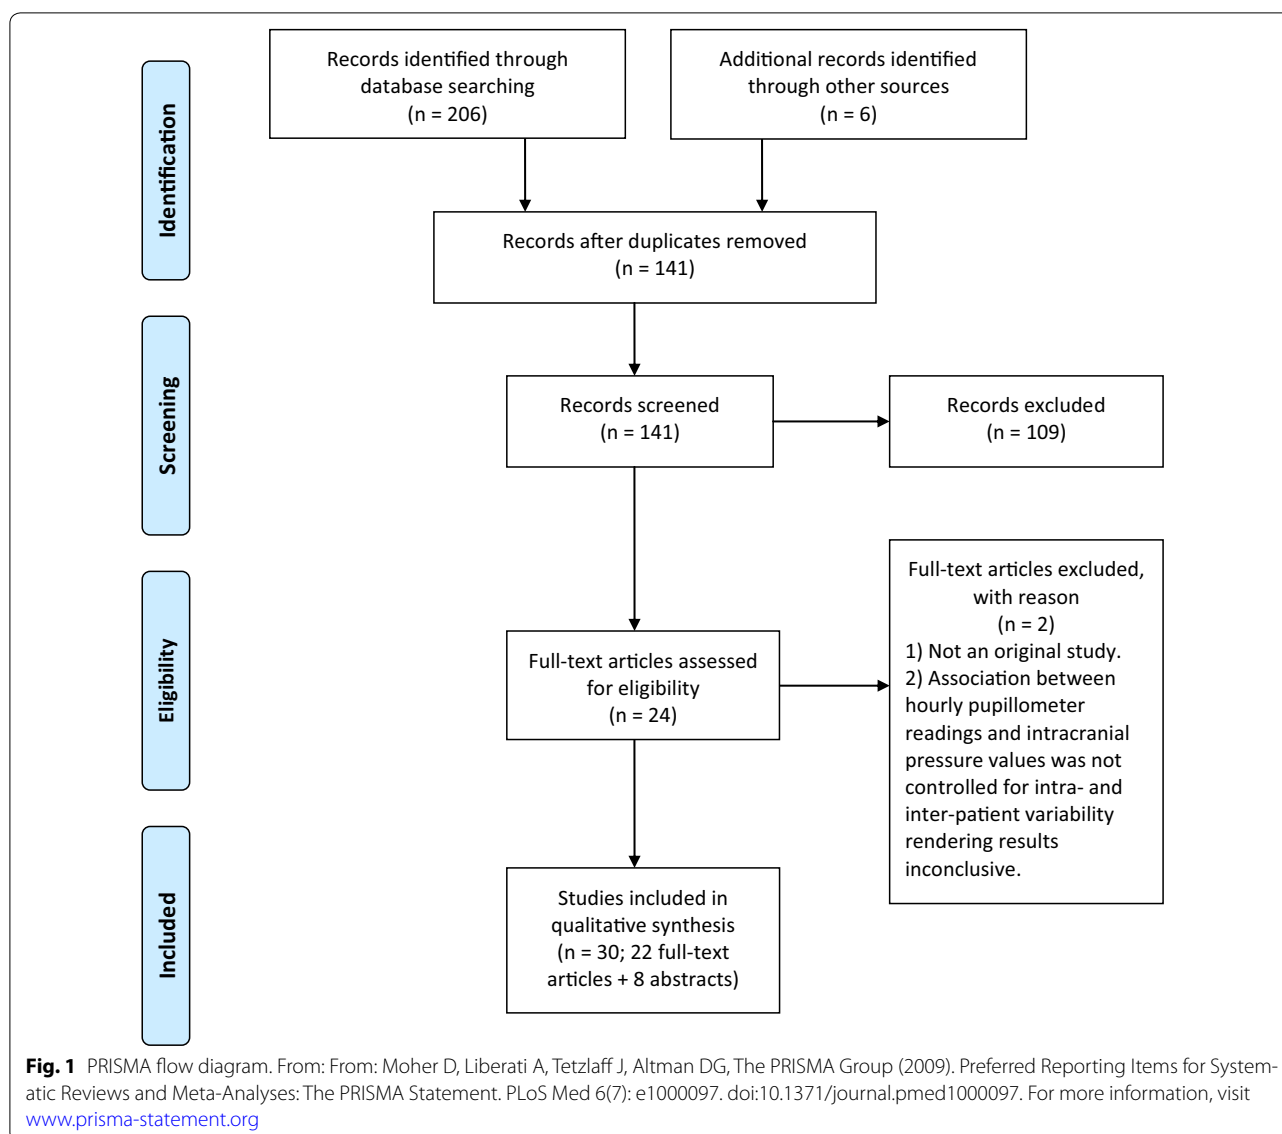 Identification
Records identified through
database searching
(n = 206)
Additional records identified
through other sources
(n = 6)
Records after duplicates removed
(n = 141)
Screening
Records screened
(n = 141)
Records excluded
(n = 109)
Eligibility
Full-text articles assessed
for eligibility
(n = 24)
Full-text articles excluded,
with reason
(n = 2)
1) Not an original study.
2) Association between
hourly pupillometer
readings and intracranial
pressure values was not
controlled for intra- and
inter-patient variability
rendering results
inconclusive.
Included
Studies included in
qualitative synthesis
(n = 30; 22 full-text
articles + 8 abstracts)
Fig. 1 PRISMA flow diagram. From: From: Moher D, Liberati A, Tetzlaff J, Altman DG, The PRISMA Group (2009). Preferred Reporting Items for System-
atic Reviews and Meta-Analyses: The PRISMA Statement. PLoS Med 6(7): e1000097. doi:10.1371/journal.pmed1000097. For more information, visit
www.prisma-statement.org